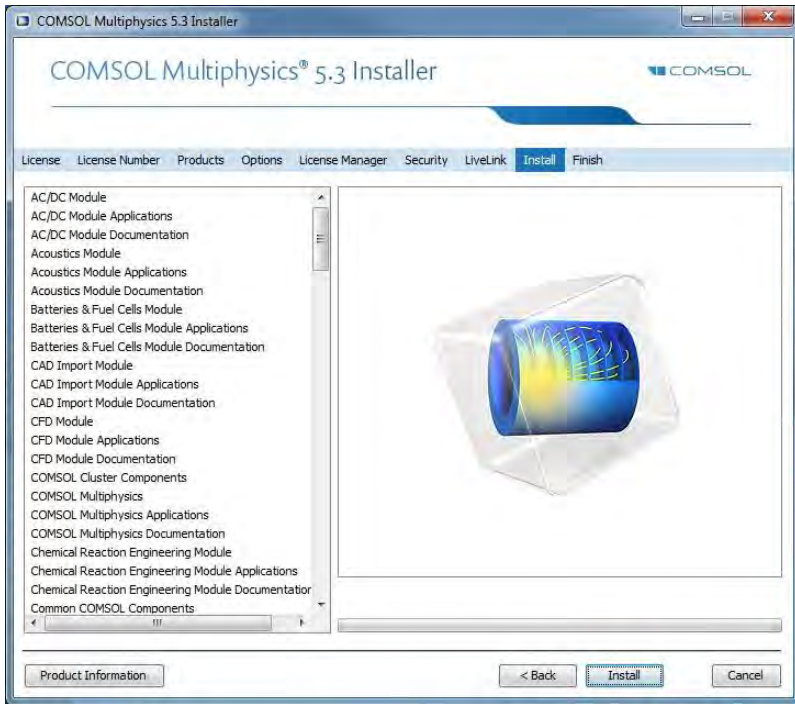 COMSOL Multiphysics 5.3 Installer
COMSOL Multiphysics® 5.3 Installer
COMSOL
License License Number Products Options License Manager Security LiveLink Install Finish
AC/DC Module
AC/DC Module Applications
AC/DC Module Documentation
Acoustics Module
Acoustics Module Applications
Acoustics Module Documentation
Batteries & Fuel Cells Module
Batteries & Fuel Cells Module Applications
Batteries & Fuel Cells Module Documentation
CAD Import Module
CAD Import Module Applications
CAD Import Module Documentation
CFD Module
CFD Module Applications
CFD Module Documentation
COMSOL Cluster Components
COMSOL Multiphysics
COMSOL Multiphysics Applications
COMSOL Multiphysics Documentation
Chemical Reaction Engineering Module
Chemical Reaction Engineering Module Applications
Chemical Reaction Engineering Module Documentation
Common COMSOL Components
Product Information < Back Install Cancel